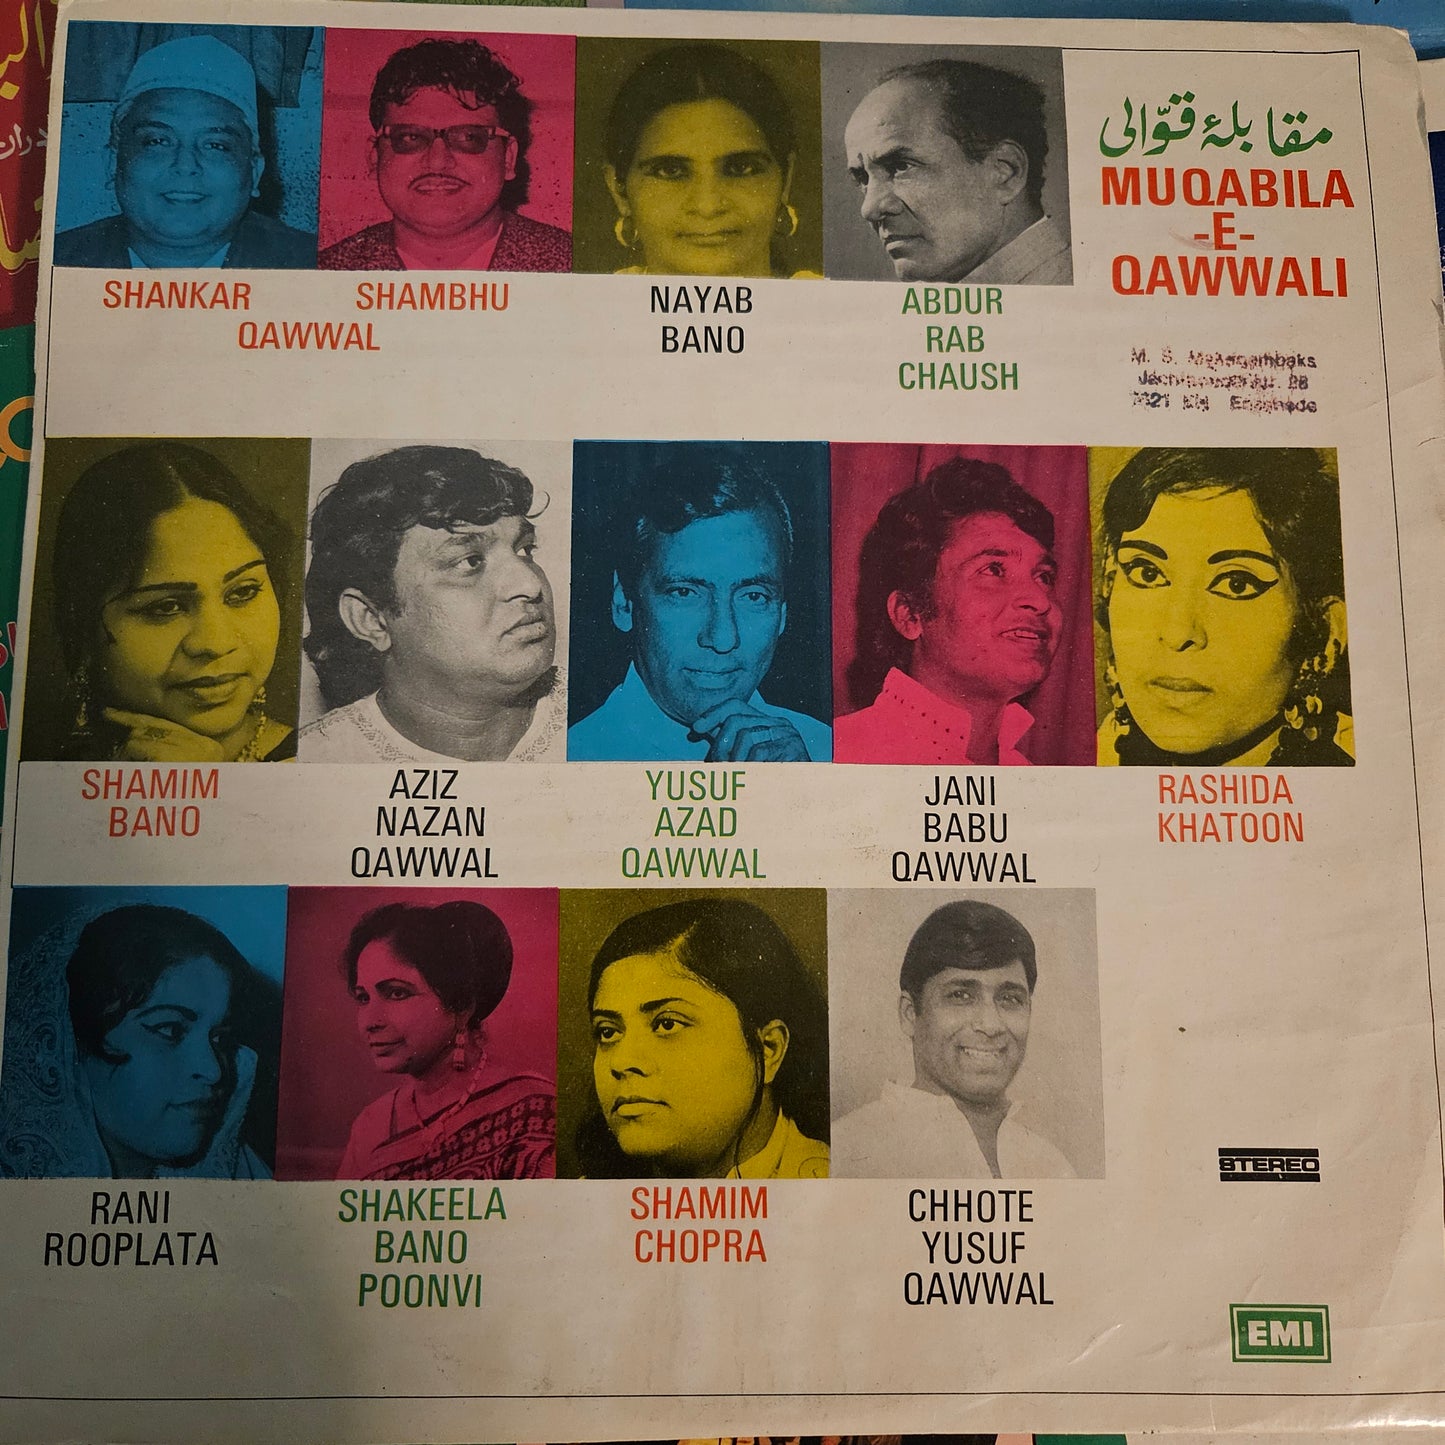 مقابلۂ قوّالی
MUQABILA
-E-
QAWWALI
SHANKAR SHAMBHU
QAWWAL
NAYAB
BANO
ABDUR
RAB
CHAUSH
M. S.
Enschede
SHAMIM
BANO
AZIZ
NAZAN
QAWWAL
YUSUF
AZAD
QAWWAL
JANI
BABU
QAWWAL
RASHIDA
KHATOON
RANI
ROOPLATA
SHAKEELA
BANO
POONVI
SHAMIM
CHOPRA
CHHOTE
YUSUF
QAWWAL
STEREO
EMI